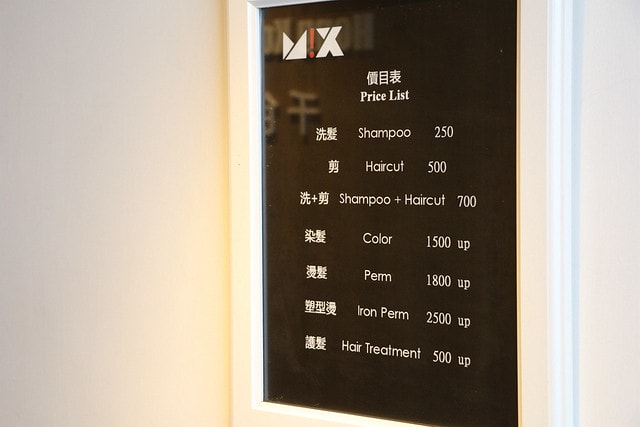 M!X
價目表
Price List
洗髮 Shampoo 250
剪 Haircut 500
洗+剪 Shampoo + Haircut 700
染髮 Color 1500 up
燙髮 Perm 1800 up
塑型燙 Iron Perm 2500 up
護髮 Hair Treatment 500 up